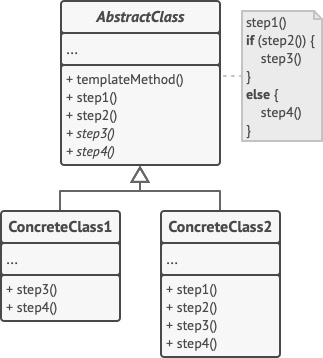 AbstractClass
...
+ templateMethod()
+ step1()
+ step2()
+ step3()
+ step4()
step1()
if (step2()) {
step3()
}
else {
step4()
}
ConcreteClass1
...
+ step3()
+ step4()
ConcreteClass2
...
+ step1()
+ step2()
+ step3()
+ step4()